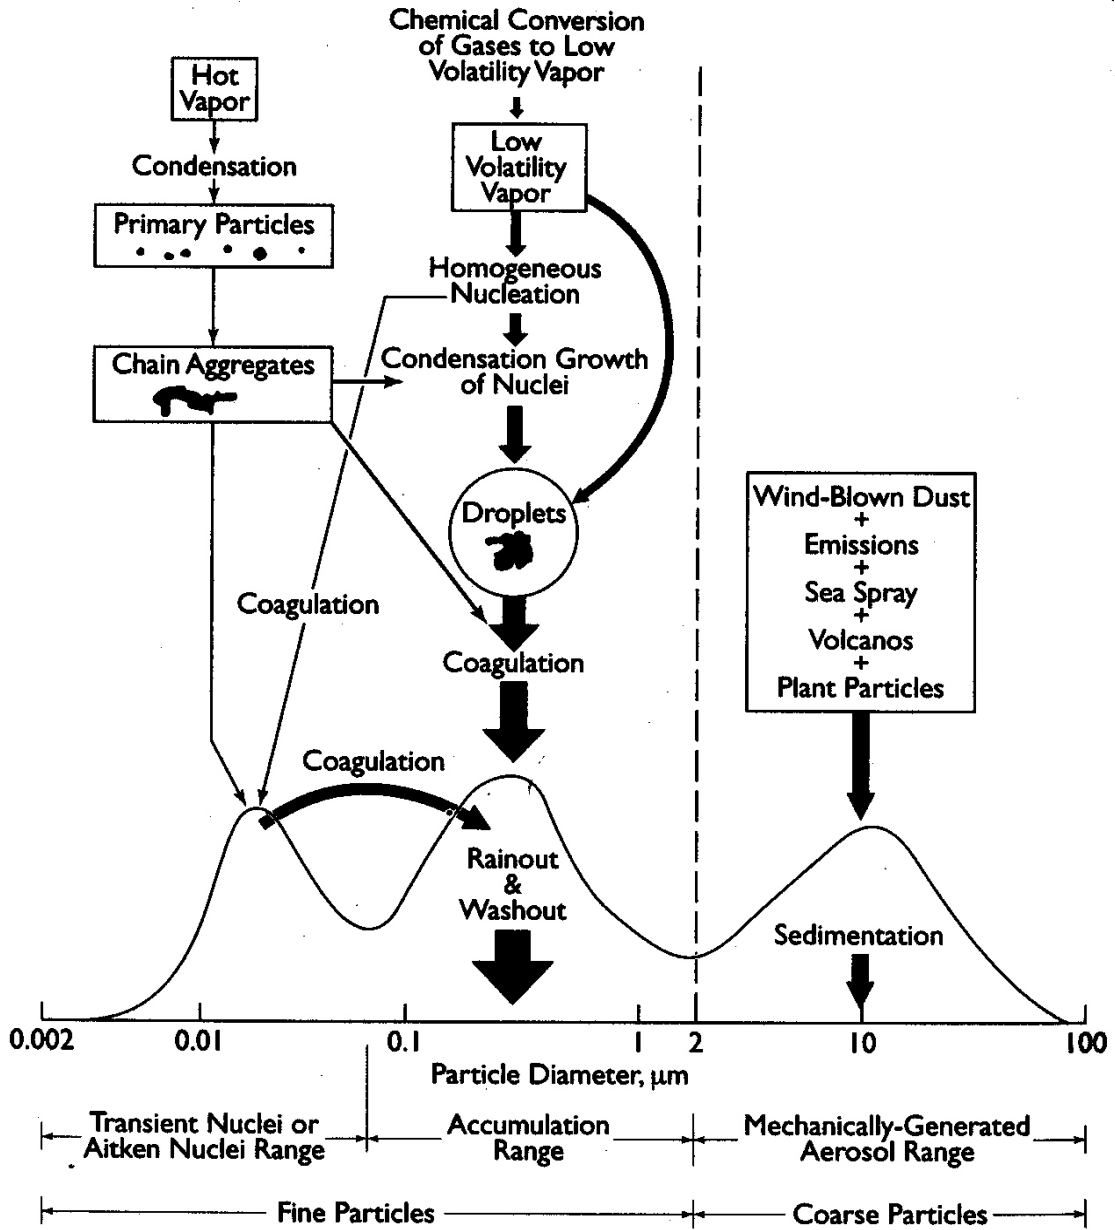 Chemical Conversion
of Gases to Low
Volatility Vapor
Hot
Vapor
Low
Volatility
Vapor
Condensation
Primary Particles
Homogeneous
Nucleation
Chain Aggregates
Condensation Growth
of Nuclei
Droplets
Wind-Blown Dust
+
Emissions
+
Sea Spray
+
Volcanos
+
Plant Particles
Coagulation
Coagulation
Coagulation
Rainout
&
Washout
Sedimentation
0.002
0.01
0.1
1
2
10
100
Particle Diameter, μm
Transient Nuclei or
Aitken Nuclei Range
Accumulation
Range
Mechanically-Generated
Aerosol Range
Fine Particles
Coarse Particles